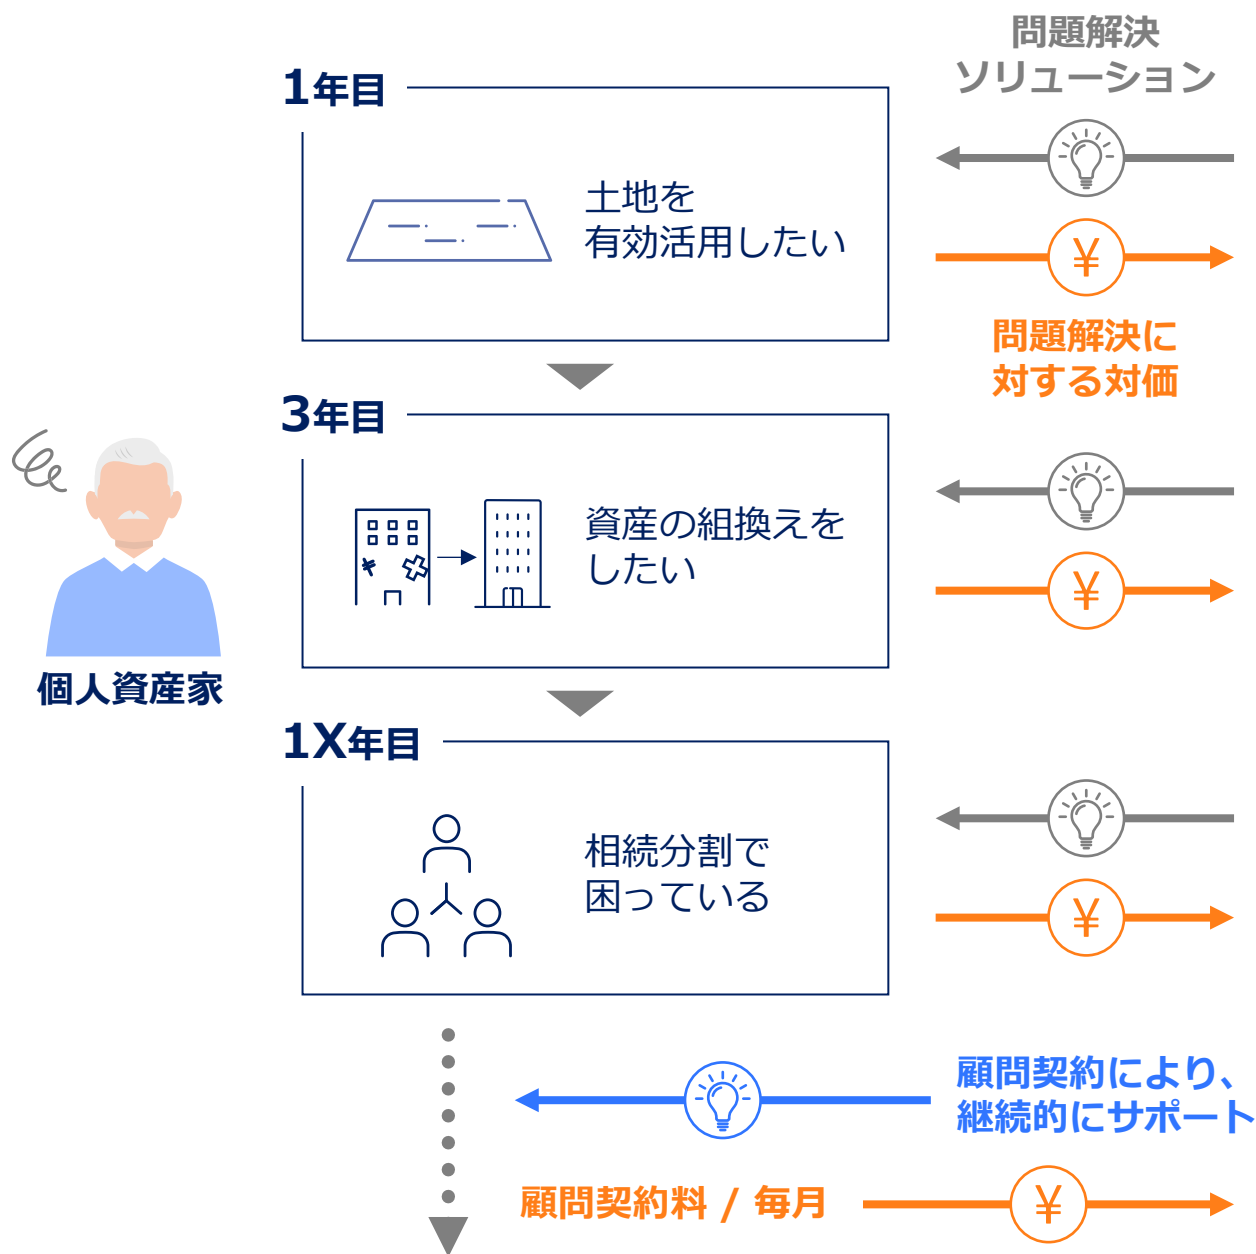 問題解決
ソリューション
1年目
土地を
有効活用したい
¥
問題解決に
対する対価
3年目
資産の組換えを
したい
¥
個人資産家
1X年目
相続分割で
困っている
¥
顧問契約により、
継続的にサポート
顧問契約料 / 毎月
¥